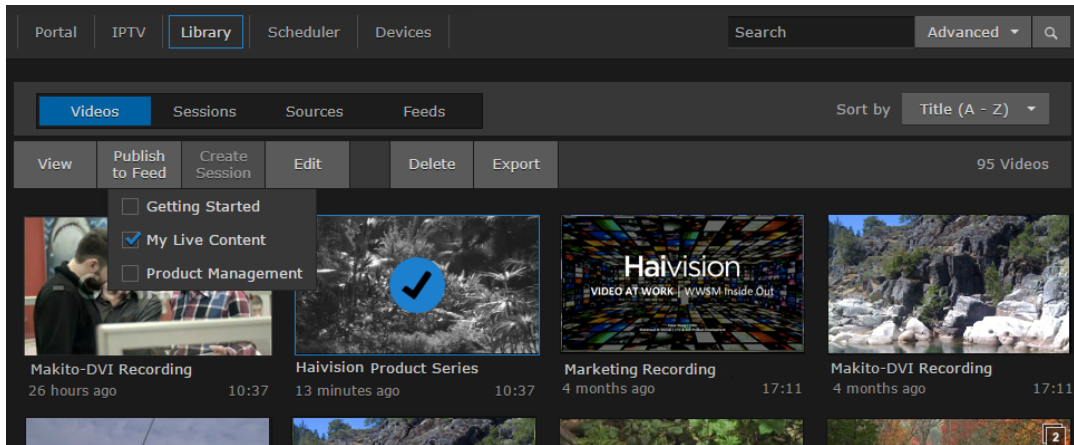 Portal IPTV Library Scheduler Devices Search Advanced
Videos Sessions Sources Feeds Sort by Title (A - Z)
View Publish to Feed Create Session Edit Delete Export 95 Videos
Getting Started
My Live Content
Product Management
Haivision
VIDEO AT WORK | WWSM Inside Out
Makito-DVI Recording
26 hours ago 10:37
Haivision Product Series
13 minutes ago 10:37
Marketing Recording
4 months ago 17:11
Makito-DVI Recording
4 months ago 17:11
2